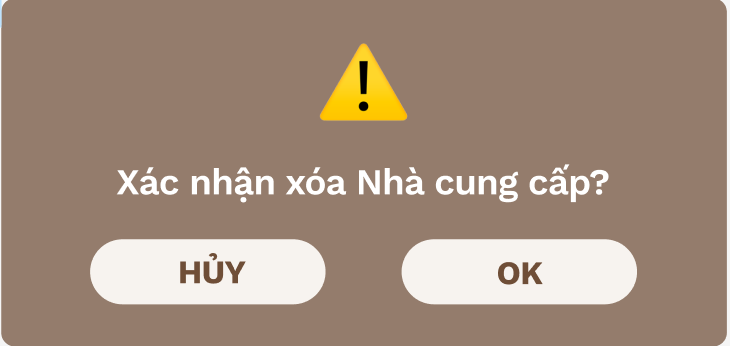 Xác nhận xóa Nhà cung cấp?
HỦY
OK